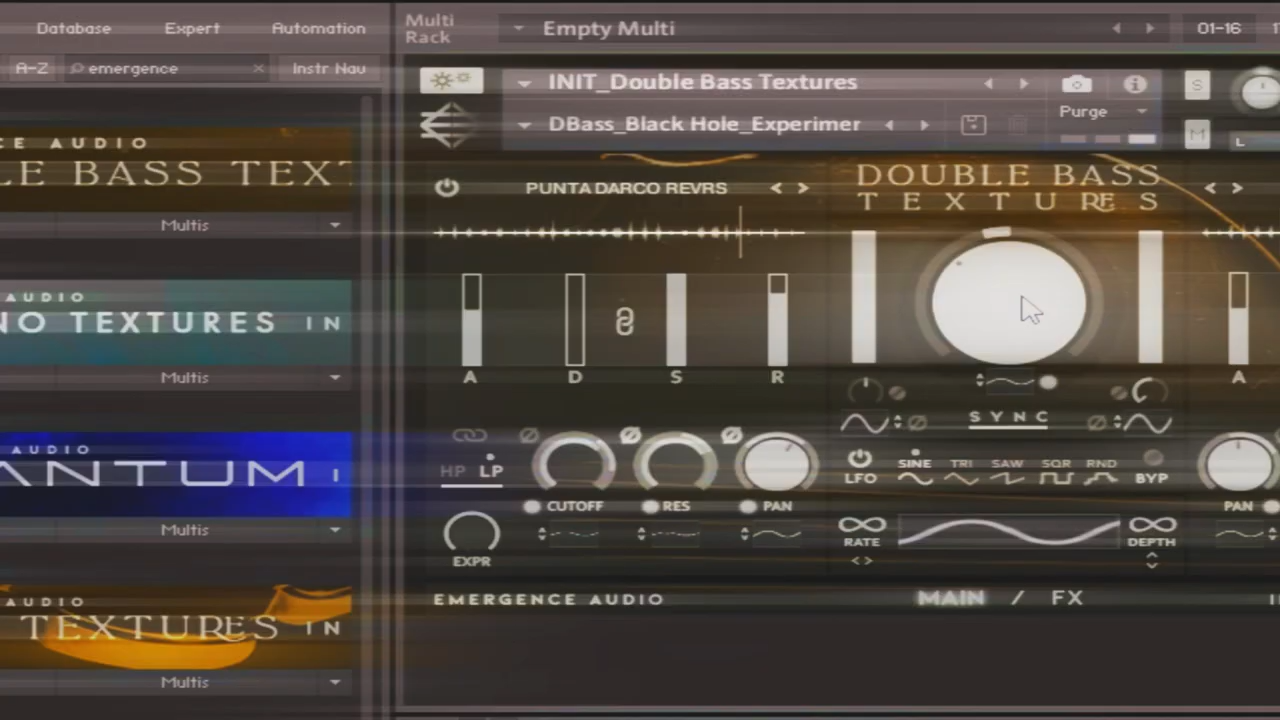 Database Expert Automation
A-Z emergence × Instr Nav
CE AUDIO
LE BASS TEXT
Multis
AUDIO
NO TEXTURES IN
Multis
AUDIO
ANTUM I
Multis
AUDIO
TEXTURES IN
Multis
Multi
Rack
Empty Multi
01-16
INIT_Double Bass Textures
S
DBass_Black Hole_Experimer
Purge
M
L
PUNTA DARCO REVRS
DOUBLE BASS
TEXTURES
A D S R
A
SYNC
HP LP
CUTOFF RES PAN
EXPR
LFO SINE TRI SAW SQR RND BYP
RATE DEPTH
PAN
EMERGENCE AUDIO
MAIN / FX